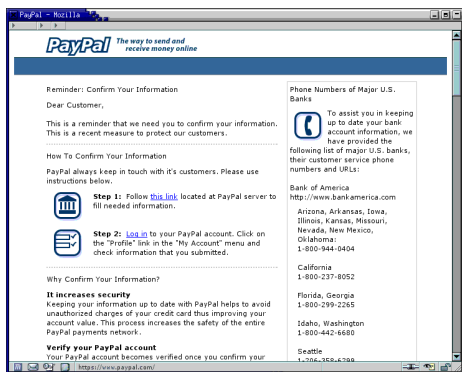 PayPal - Mozilla
PayPal The way to send and
receive money online
Reminder: Confirm Your Information
Dear Customer,
This is a reminder that we need you to confirm your information.
This is a recent measure to protect our customers.
How To Confirm Your Information
PayPal always keep in touch with it's customers. Please use
instructions below.
Step 1: Follow this link located at PayPal server to
fill needed information.
Step 2: Log in to your PayPal account. Click on
the "Profile" link in the "My Account" menu and
check information that you submitted.
Why Confirm Your Information?
It increases security
Keeping your information up to date with PayPal helps to avoid
unauthorized charges of your credit card thus improving your
account value. This process increases the safety of the entire
PayPal payments network.
Verify your PayPal account
Your PayPal account becomes verified once you confirm your
Phone Numbers of Major U.S.
Banks
To assist you in keeping
up to date your bank
account information, we
have provided the
following list of major U.S. banks,
their customer service phone
numbers and URLs:
Bank of America
http://www.bankamerica.com
Arizona, Arkansas, Iowa,
Illinois, Kansas, Missouri,
Nevada, New Mexico,
Oklahoma:
1-800-944-0404
California
1-800-237-8052
Florida, Georgia
1-800-299-2265
Idaho, Washington
1-800-442-6680
Seattle
1-206-358-6299
https://www.paypal.com/